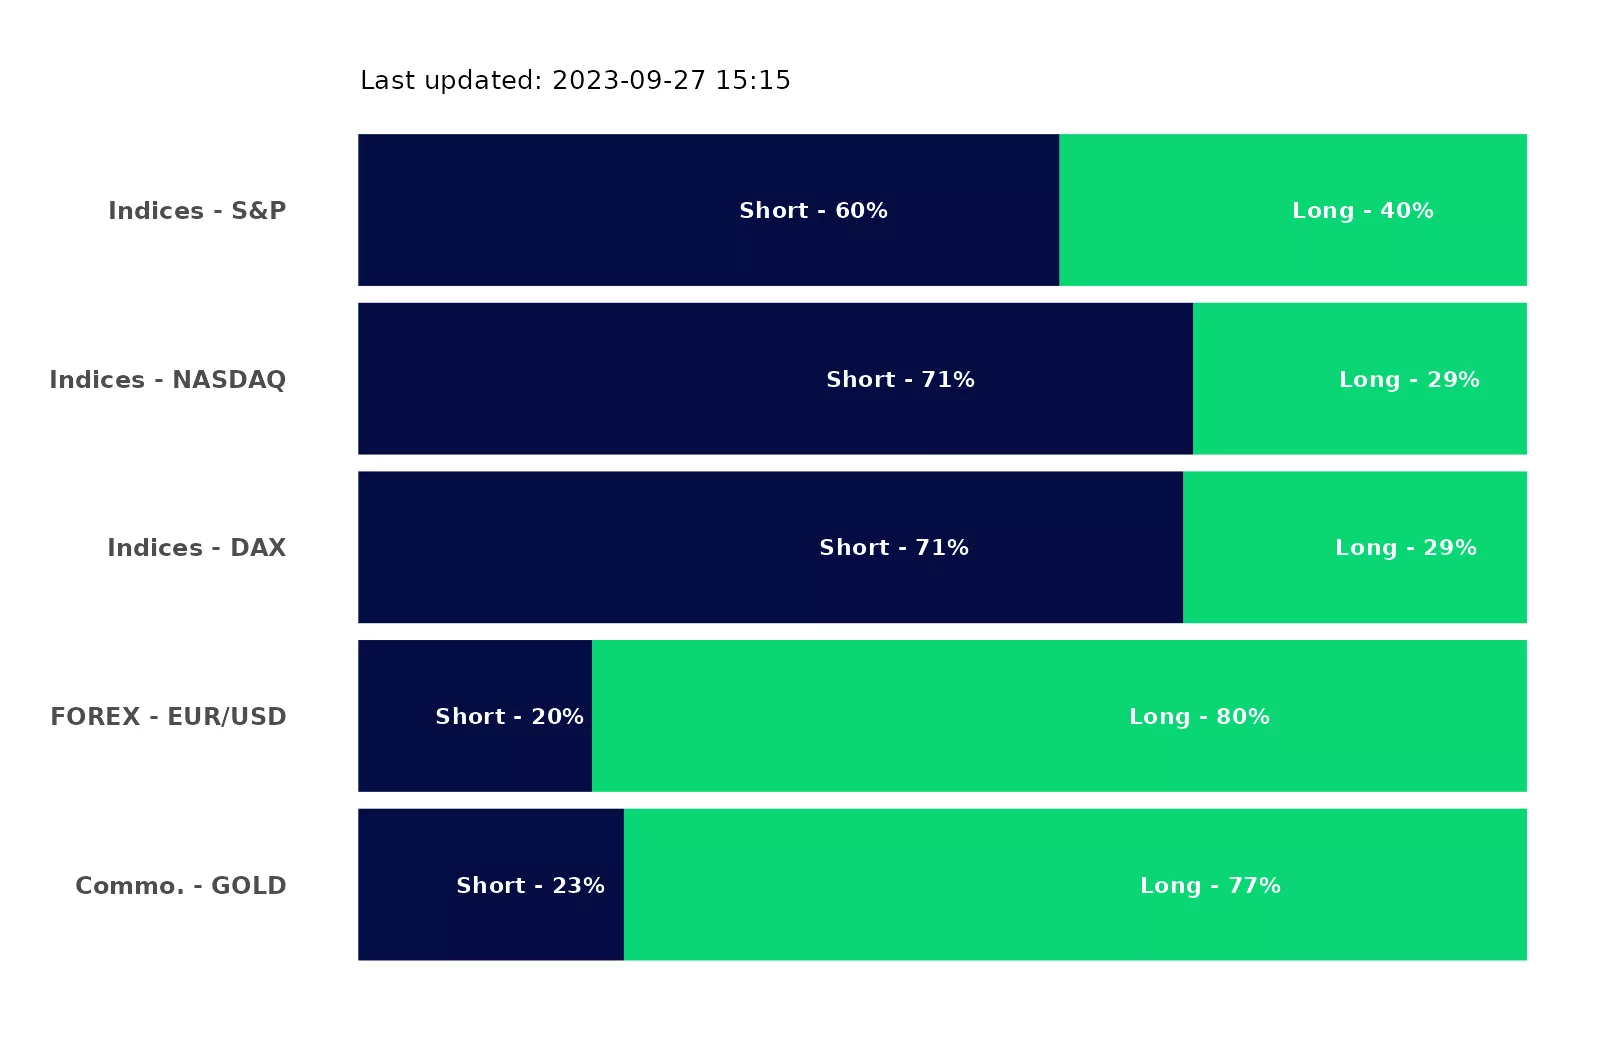 Last updated: 2023-09-27 15:15
Indices - S&P Short - 60% Long - 40%
Indices - NASDAQ Short - 71% Long - 29%
Indices - DAX Short - 71% Long - 29%
FOREX - EUR/USD Short - 20% Long - 80%
Commo. - GOLD Short - 23% Long - 77%